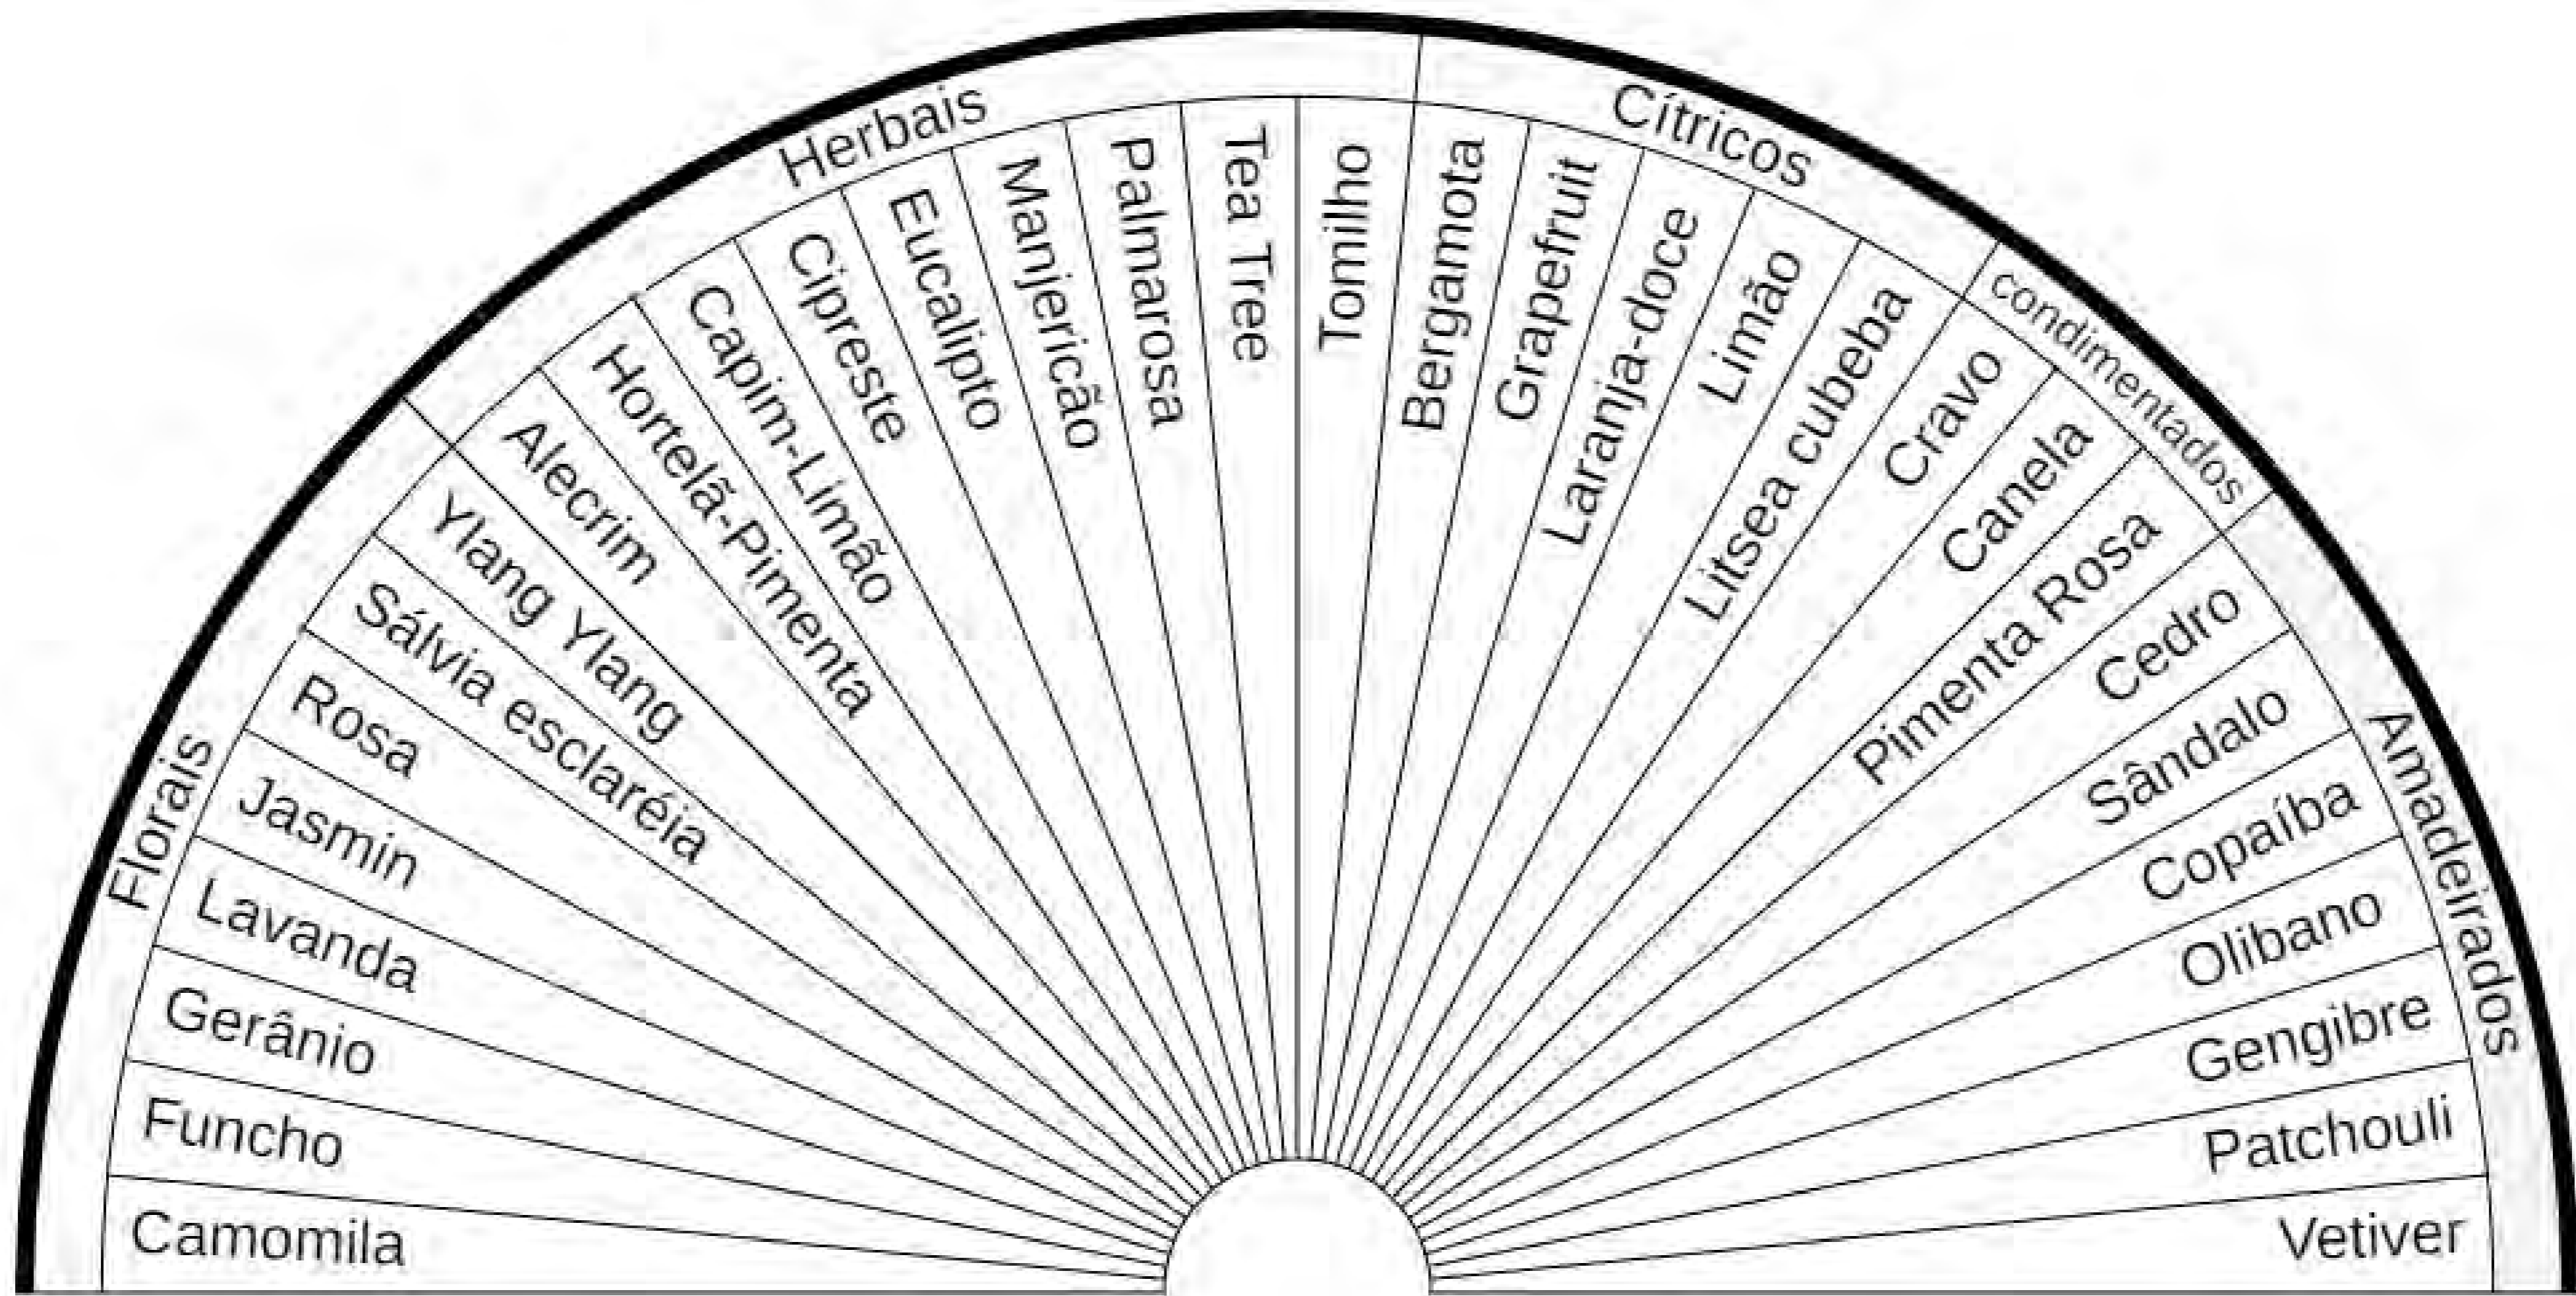 Florais
Camomila
Funcho
Gerânio
Lavanda
Jasmin
Rosa
Sálvia esclaréia
Ylang Ylang
Herbais
Alecrim
Hortelã-Pimenta
Capim-Limão
Cipreste
Eucalipto
Manjericão
Palmarosa
Tea Tree
Tomilho
Cítricos
Bergamota
Grapefruit
Laranja-doce
Limão
Litsea cubeba
condimentados
Cravo
Canela
Pimenta Rosa
Amadeirados
Cedro
Sândalo
Copaíba
Olibano
Gengibre
Patchouli
Vetiver